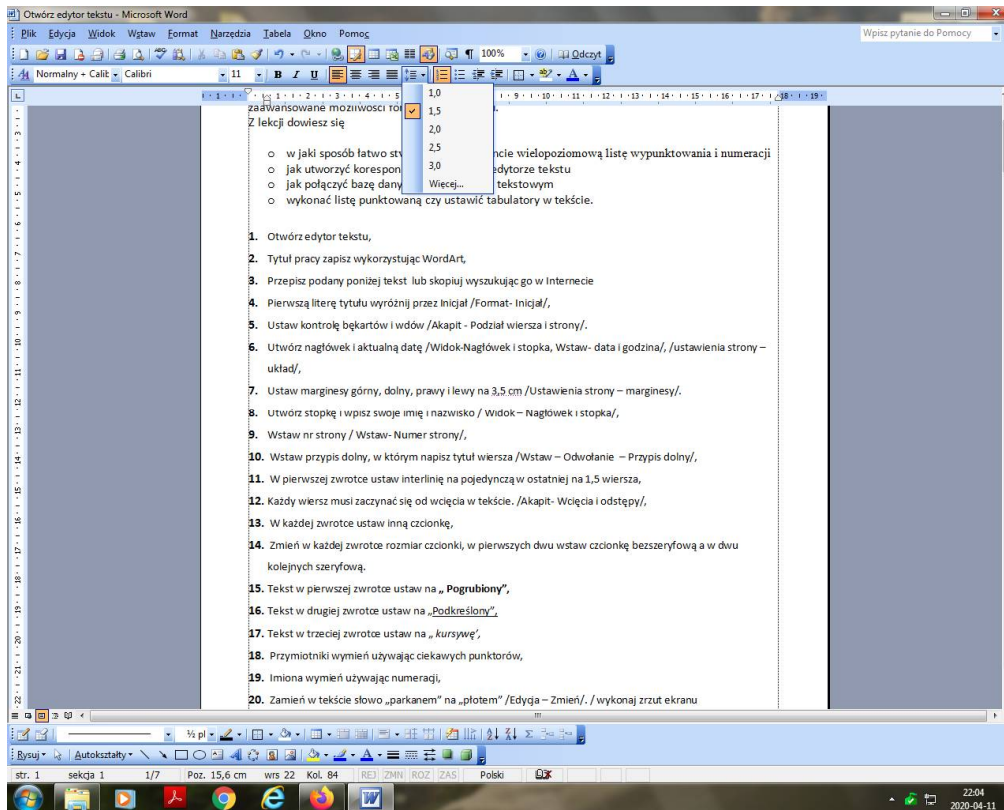 Otwórz edytor tekstu - Microsoft Word
Plik Edycja Widok Wstaw Format Narzędzia Tabela Okno Pomoc
Wpisz pytanie do Pomocy
100% Odczyt
Normalny + Calit Calibri 11 B I U
1,0
1,5
2,0
2,5
3,0
Więcej...
zaawansowane możliwości
Z lekcji dowiesz się
o w jaki sposób łatwo wielopoziomową listę wypunktowania i numeracji
o jak utworzyć edytorze tekstu
o jak połączyć bazę tekstowym
o wykonać listę punktowaną czy ustawić tabulatory w tekście.
1. Otwórz edytor tekstu,
2. Tytuł pracy zapisz wykorzystując WordArt,
3. Przepisz podany poniżej tekst lub skopiuj wyszukując go w Internecie
4. Pierwszą literę tytułu wyróżnij przez Inicjał /Format- Inicjał/,
5. Ustaw kontrolę bękartów i wdów /Akapit - Podział wiersza i strony/.
6. Utwórz nagłówek i aktualną datę /Widok-Nagłówek i stopka, Wstaw- data i godzina/, /ustawienia strony –
układ/,
7. Ustaw marginesy górny, dolny, prawy i lewy na 3,5 cm /Ustawienia strony – marginesy/.
8. Utwórz stopkę i wpisz swoje imię i nazwisko / Widok – Nagłówek i stopka/,
9. Wstaw nr strony / Wstaw- Numer strony/,
10. Wstaw przypis dolny, w którym napisz tytuł wiersza /Wstaw – Odwołanie – Przypis dolny/,
11. W pierwszej zwrotce ustaw interlinię na pojedynczą w ostatniej na 1,5 wiersza,
12. Każdy wiersz musi zaczynać się od wcięcia w tekście. /Akapit- Wcięcia i odstępy/,
13. W każdej zwrotce ustaw inną czcionkę,
14. Zmień w każdej zwrotce rozmiar czcionki, w pierwszych dwu wstaw czcionkę bezszeryfową a w dwu
kolejnych szeryfową.
15. Tekst w pierwszej zwrotce ustaw na „ Pogrubiony”,
16. Tekst w drugiej zwrotce ustaw na „Podkreślony”,
17. Tekst w trzeciej zwrotce ustaw na „ kursywę’,
18. Przymiotniki wymień używając ciekawych punktorów,
19. Imiona wymień używając numeracji,
20. Zamień w tekście słowo „parkanem” na „płotem” /Edycja – Zmień/. / wykonaj zrzut ekranu
½ pl
Rysuj Autokształty
str. 1 sekcja 1 1/7 Poz. 15,6 cm wrs 22 Kol. 84 REJ ZMN ROZ ZAS Polski
22:04
2020-04-11